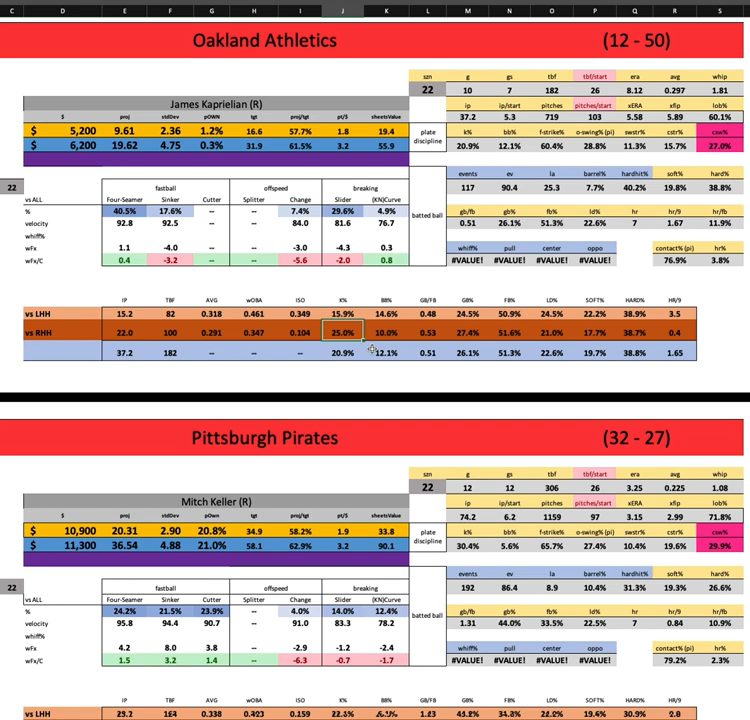 C D E F G H I J K L M N O P Q R S
Oakland Athletics (12 - 50)
szn g gs tbf tbf/start era avg whip
22 10 7 182 26 8.12 0.297 1.81
James Kaprielian (R) ip ip/start pitches pitches/start xERA xfip lob%
$ proj stdDev pOWN tgt proj/tgt pt/$ sheetsValue 37.2 5.3 719 103 5.58 5.89 60.1%
$ 5,200 9.61 2.36 1.2% 16.6 57.7% 1.8 19.4 plate discipline k% bb% f-strike% o-swing% (pi) swstr% cstr% csw%
$ 6,200 19.62 4.75 0.3% 31.9 61.5% 3.2 55.9 20.9% 12.1% 60.4% 28.8% 11.3% 15.7% 27.0%
events ev la barrel% hardhit% soft% hard%
22 fastball offspeed breaking 117 90.4 25.3 7.7% 40.2% 19.8% 38.8%
vs ALL Four-Seamer Sinker Cutter Splitter Change Slider (KN)Curve
% 40.5% 17.6% -- -- 7.4% 29.6% 4.9% batted ball gb/fb gb% fb% ld% hr hr/9 hr/fb
velocity 92.8 92.5 -- 84.0 81.6 76.7 0.51 26.1% 51.3% 22.6% 7 1.67 11.9%
whiff%
wFx 1.1 -4.0 -- -3.0 -4.3 0.3 whiff% pull center oppo contact% (pi) hr%
wFx/C 0.4 -3.2 -- -- -5.6 -2.0 0.8 #VALUE! #VALUE! #VALUE! #VALUE! 76.9% 3.8%
IP TBF AVG wOBA ISO K% BB% GB/FB GB% FB% LD% SOFT% HARD% HR/9
vs LHH 15.2 82 0.318 0.461 0.349 15.9% 14.6% 0.48 24.5% 50.9% 24.5% 22.2% 38.9% 3.5
vs RHH 22.0 100 0.291 0.347 0.104 25.0% 10.0% 0.53 27.4% 51.6% 21.0% 17.7% 38.7% 0.4
37.2 182 -- -- -- 20.9% 12.1% 0.51 26.1% 51.3% 22.6% 19.7% 38.8% 1.65
Pittsburgh Pirates (32 - 27)
szn g gs tbf tbf/start era avg whip
22 12 12 306 26 3.25 0.225 1.08
Mitch Keller (R) ip ip/start pitches pitches/start xERA xfip lob%
$ proj stdDev pOwn tgt proj/tgt pt/$ sheetsValue 74.2 6.2 1159 97 3.15 2.99 71.8%
$ 10,900 20.31 2.90 20.8% 34.9 58.2% 1.9 33.8 plate discipline k% bb% f-strike% o-swing% (pi) swstr% cstr% csw%
$ 11,300 36.54 4.88 21.0% 58.1 62.9% 3.2 90.1 30.4% 5.6% 65.7% 27.4% 10.4% 19.6% 29.9%
events ev la barrel% hardhit% soft% hard%
22 fastball offspeed breaking 192 86.4 8.9 10.4% 31.3% 19.3% 26.6%
vs ALL Four-Seamer Sinker Cutter Splitter Change Slider (KN)Curve
% 24.2% 21.5% 23.9% -- 4.0% 14.0% 12.4% batted ball gb/fb gb% fb% ld% hr hr/9 hr/fb
velocity 95.8 94.4 90.7 -- 91.0 83.3 78.2 1.31 44.0% 33.5% 22.5% 7 0.84 10.9%
whiff%
wFx 4.2 8.0 3.8 -2.9 -1.2 -2.4 whiff% pull center oppo contact% (pi) hr%
wFx/C 1.5 3.2 1.4 -- -6.3 -0.7 -1.7 #VALUE! #VALUE! #VALUE! #VALUE! 79.2% 2.3%
IP TBF AVG wOBA ISO K% BB% GB/FB GB% FB% LD% SOFT% HARD% HR/9
vs LHH 0.338 0.159 19.4% 30.9%